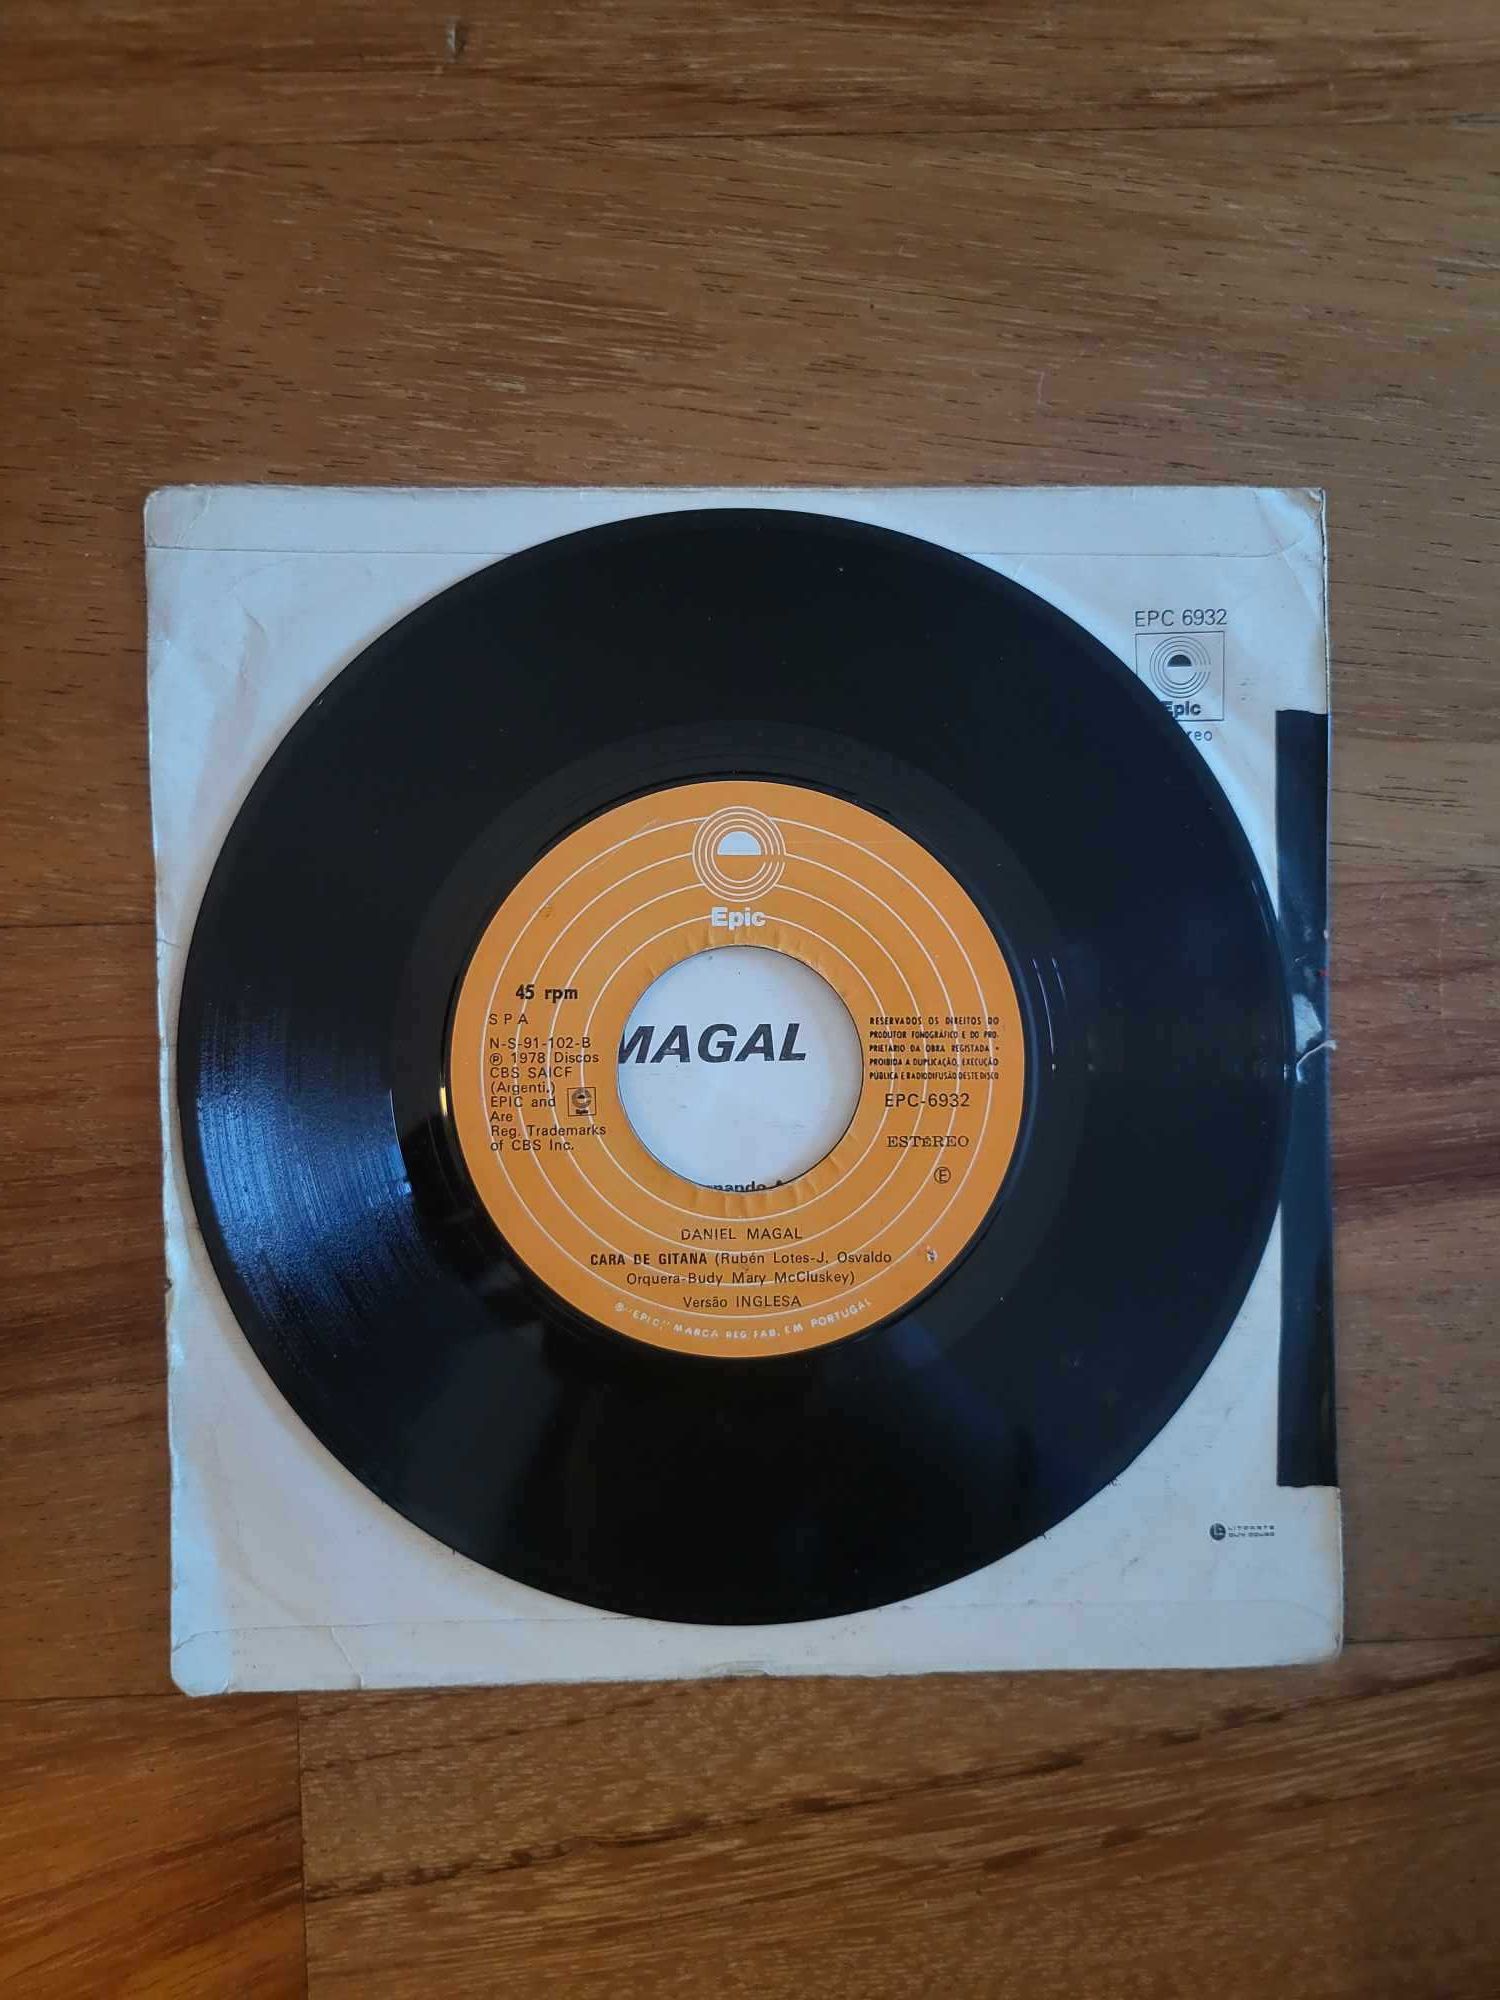 EPC 6932
Epic
reo
Epic
45 rpm
S P A
N-S-91-102-B
℗ 1978 Discos
CBS SAICF
(Argenti.)
EPIC and
Epic
Are
Reg. Trademarks
of CBS Inc.
MAGAL
RESERVADOS OS DIREITOS DO
PRODUTOR FONOGRÁFICO E DO PRO-
PRIETÁRIO DA OBRA REGISTADA -
PROIBIDA A DUPLICAÇÃO, EXECUÇÃO
PÚBLICA E RADIODIFUSÃO DESTE DISCO
EPC-6932
ESTÉREO
Ⓔ
nando A
DANIEL MAGAL
CARA DE GITANA (Rubén Lotes-J. Osvaldo
Orquera-Budy Mary McCluskey)
Versão INGLESA
® "EPIC," MARCA REG. FAB. EM PORTUGAL